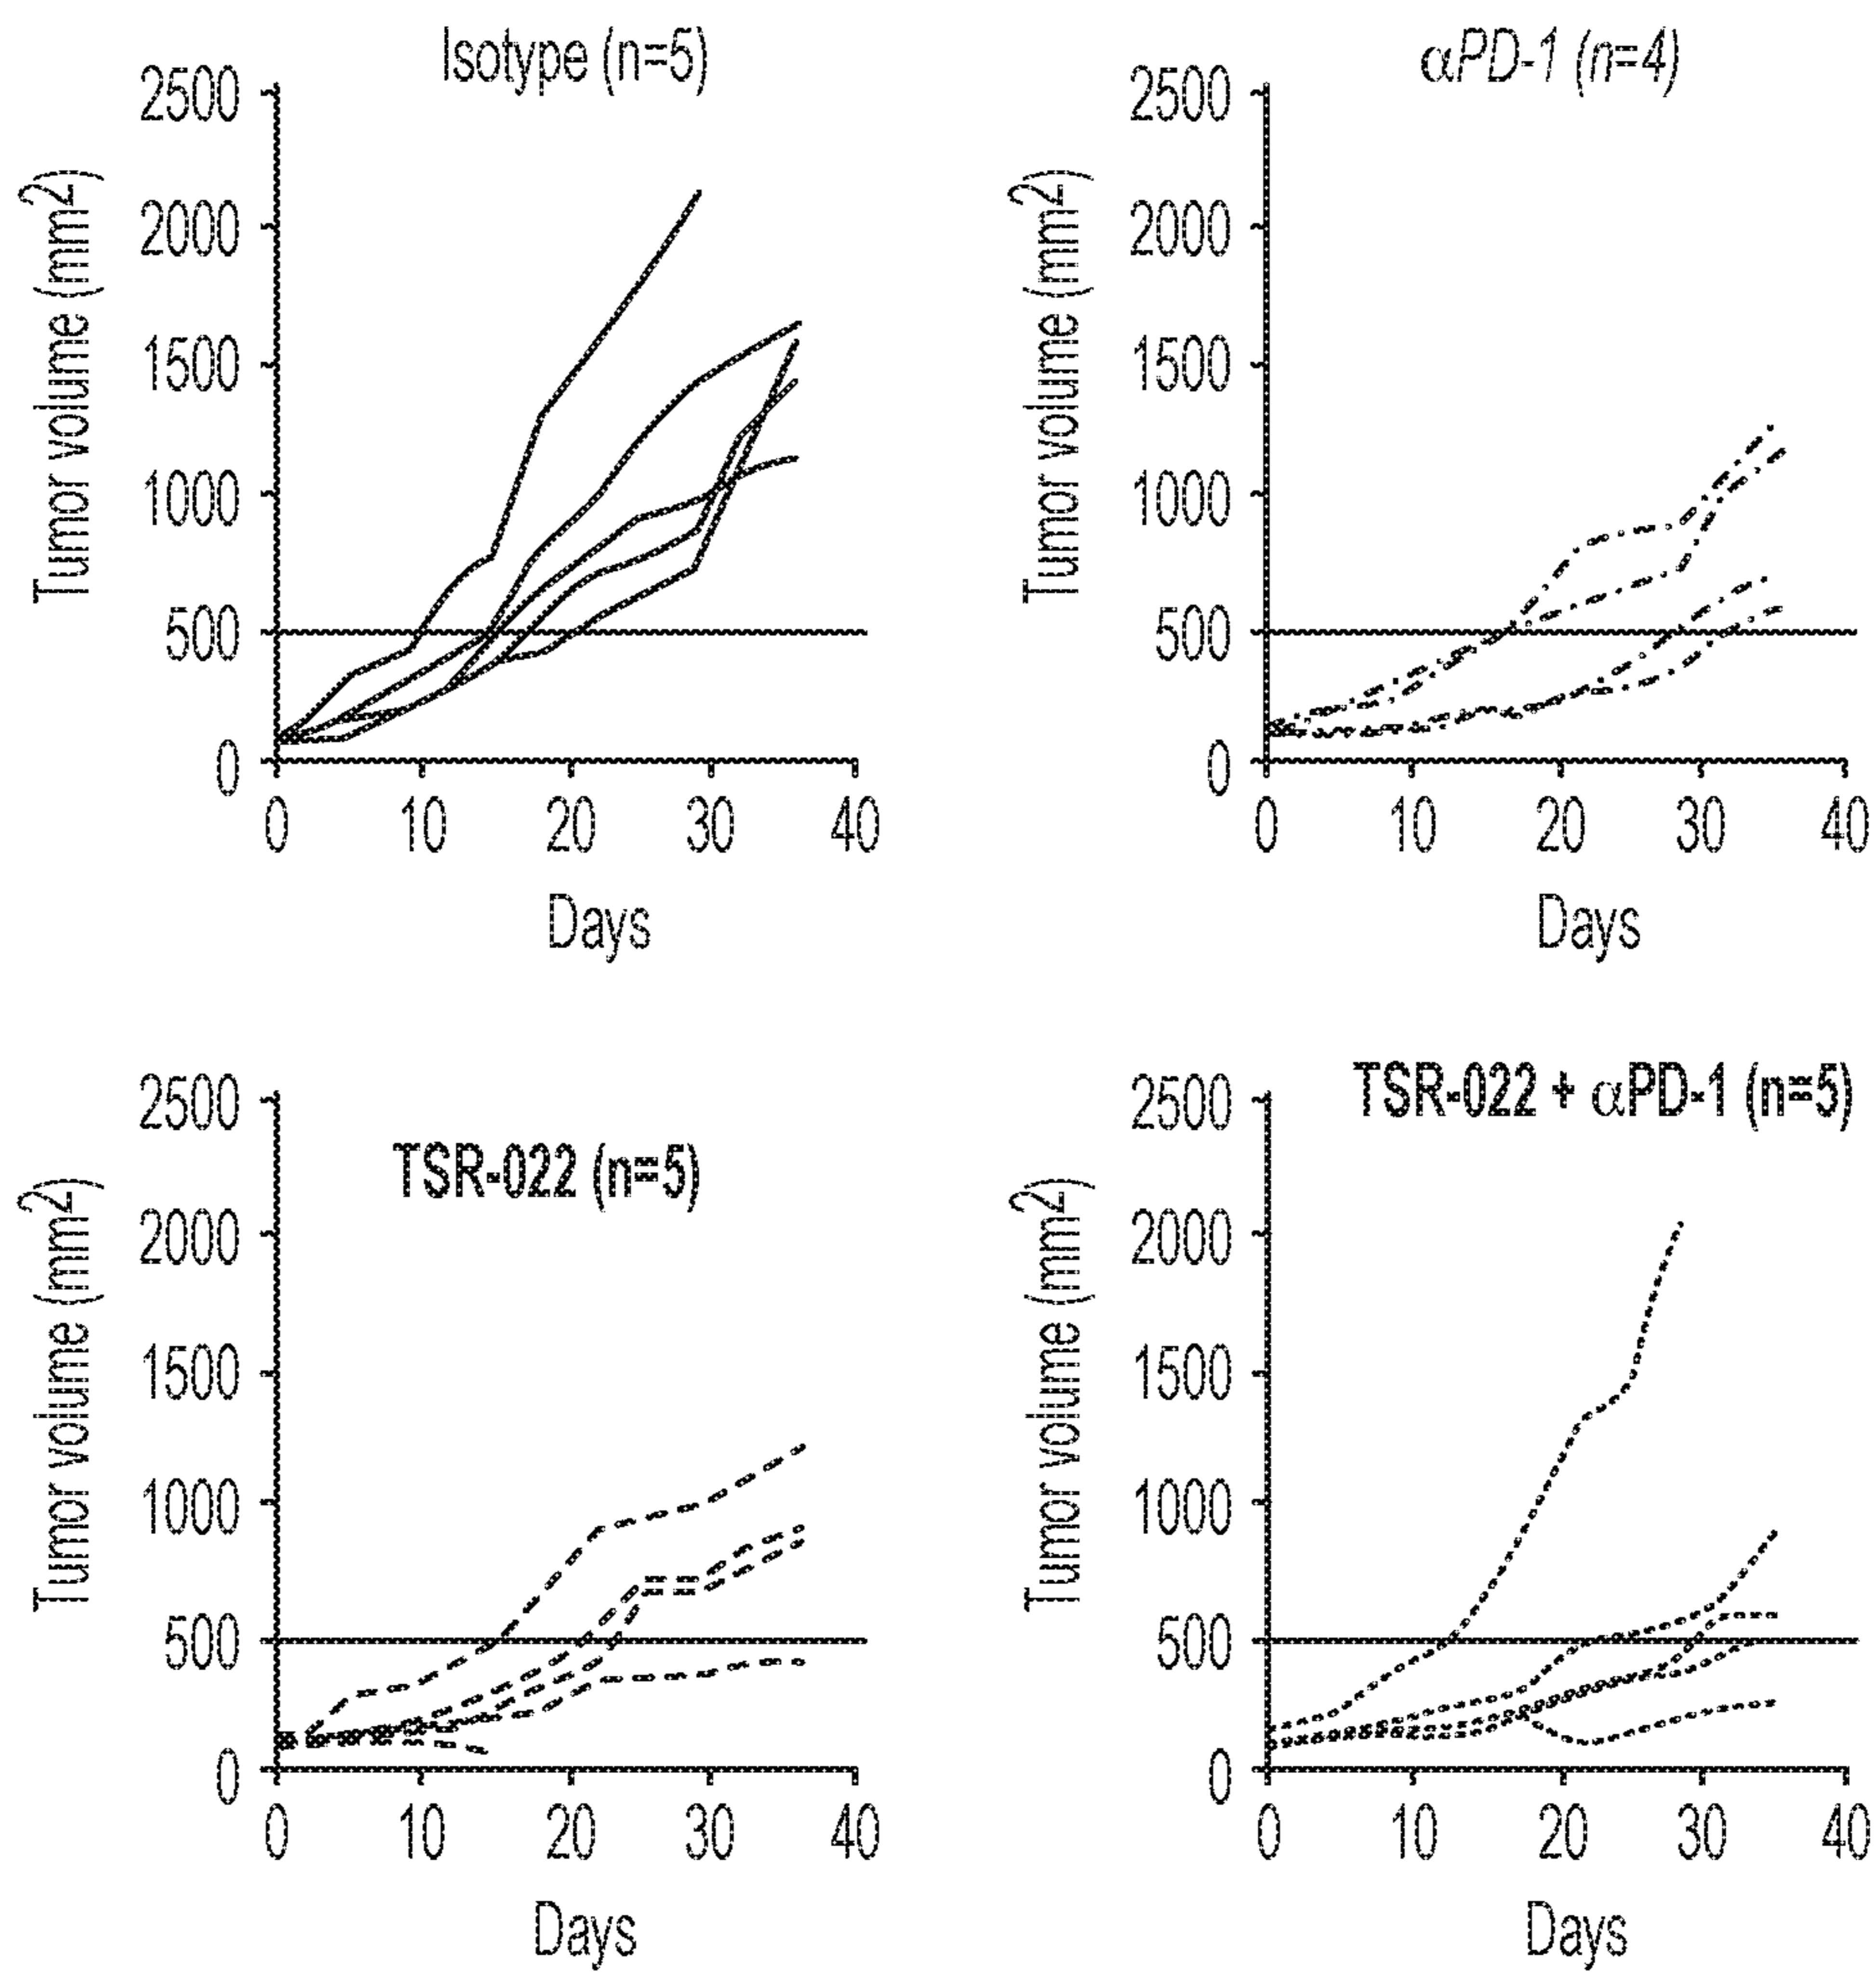 Isotype (n=5)
Tumor volume (mm2)
2500
2000
1500
1000
500
0
0 10 20 30 40
Days
αPD-1 (n=4)
Tumor volume (mm2)
2500
2000
1500
1000
500
0
0 10 20 30 40
Days
TSR-022 (n=5)
Tumor volume (mm2)
2500
2000
1500
1000
500
0
0 10 20 30 40
Days
TSR-022 + αPD-1 (n=5)
Tumor volume (mm2)
2500
2000
1500
1000
500
0
0 10 20 30 40
Days